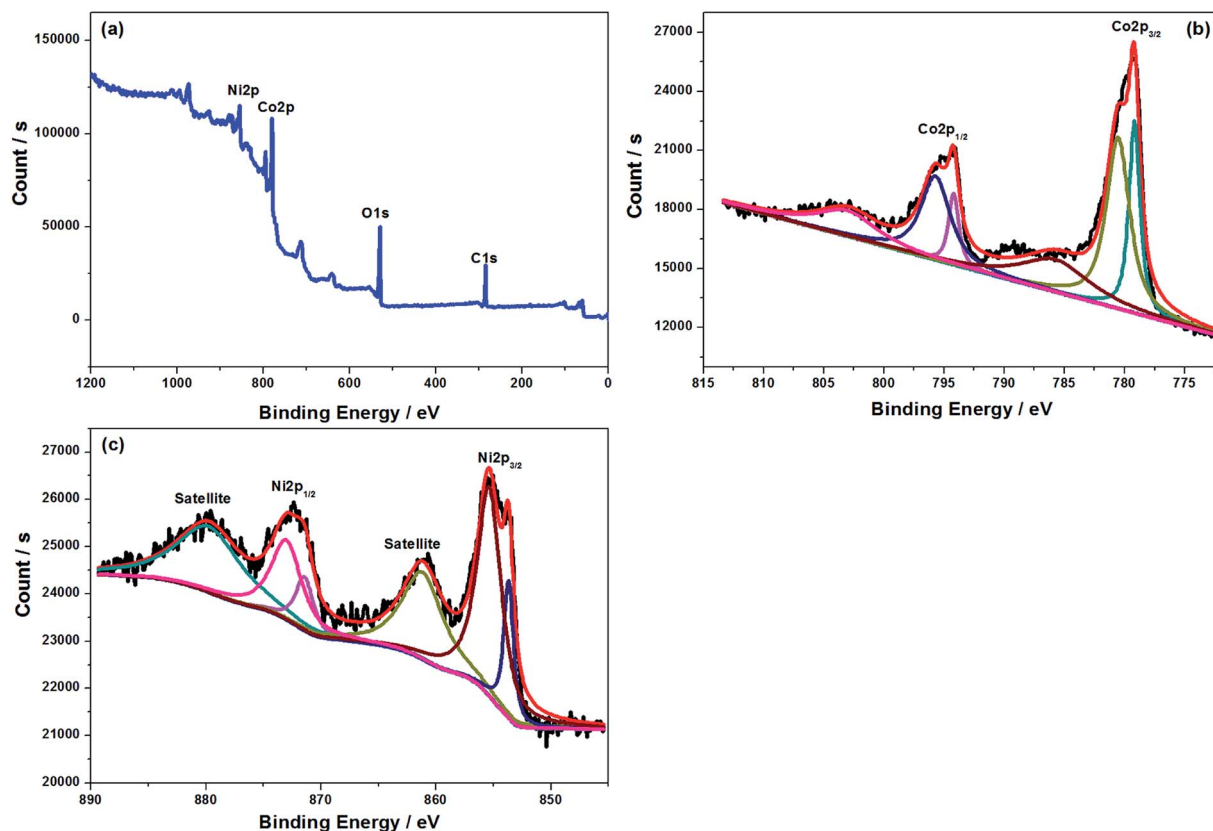 (a)
150000
100000
50000
0
Count / s
Ni2p
Co2p
O1s
C1s
1200 1000 800 600 400 200 0
Binding Energy / eV
(b)
27000
24000
21000
18000
15000
12000
Count / s
Co2p3/2
Co2p1/2
815 810 805 800 795 790 785 780 775
Binding Energy / eV
(c)
27000
26000
25000
24000
23000
22000
21000
20000
Count / s
Satellite
Ni2p1/2
Satellite
Ni2p3/2
890 880 870 860 850
Binding Energy / eV